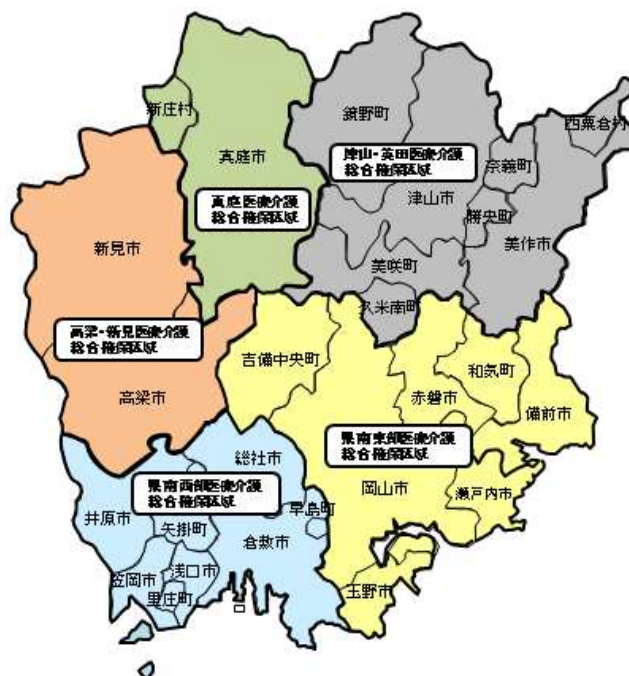 鏡野町
西粟倉村
新庄村
真庭市
津山・英田医療介護
総合確保区域
奈義町
津山市
真庭医療介護
総合確保区域
勝央町
美作市
新見市
美咲町
久米南町
高梁・新見医療介護
総合確保区域
吉備中央町
和気町
高梁市
赤磐市
備前市
県南東部医療介護
総合確保区域
総社市
県南西部医療介護
総合確保区域
岡山市
瀬戸内市
早島町
井原市
矢掛町
倉敷市
浅口市
笠岡市
里庄町
玉野市